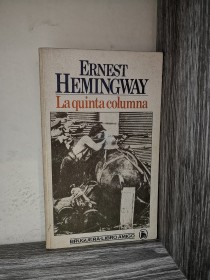 ERNEST
HEMINGWAY
La quinta columna
BRUGUERA LIBRO AMIGO